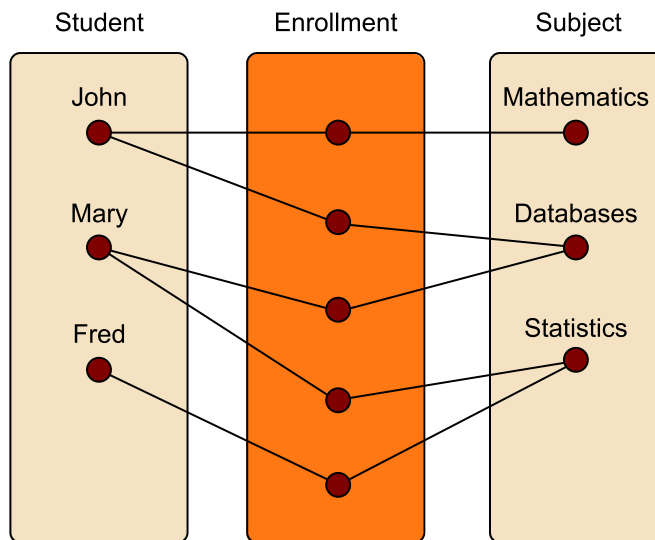 Student
Enrollment
Subject
John
Mathematics
Mary
Databases
Fred
Statistics